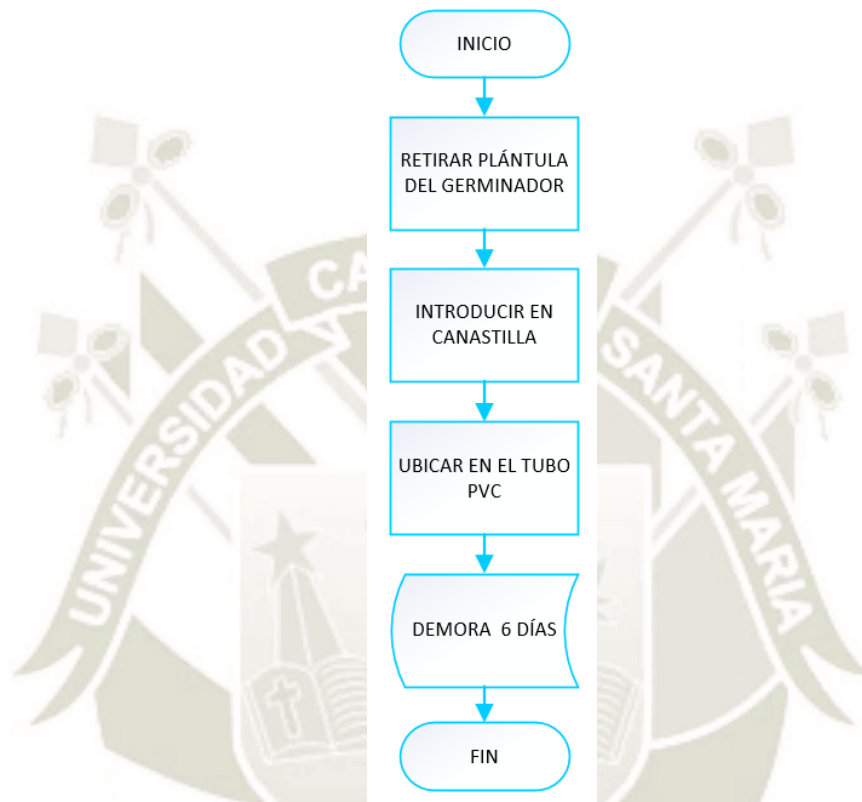 INICIO
RETIRAR PLÁNTULA
DEL GERMINADOR
INTRODUCIR EN
CANASTILLA
UBICAR EN EL TUBO
PVC
DEMORA 6 DÍAS
FIN
UNIVERSIDAD
CA
SANTA MARIA